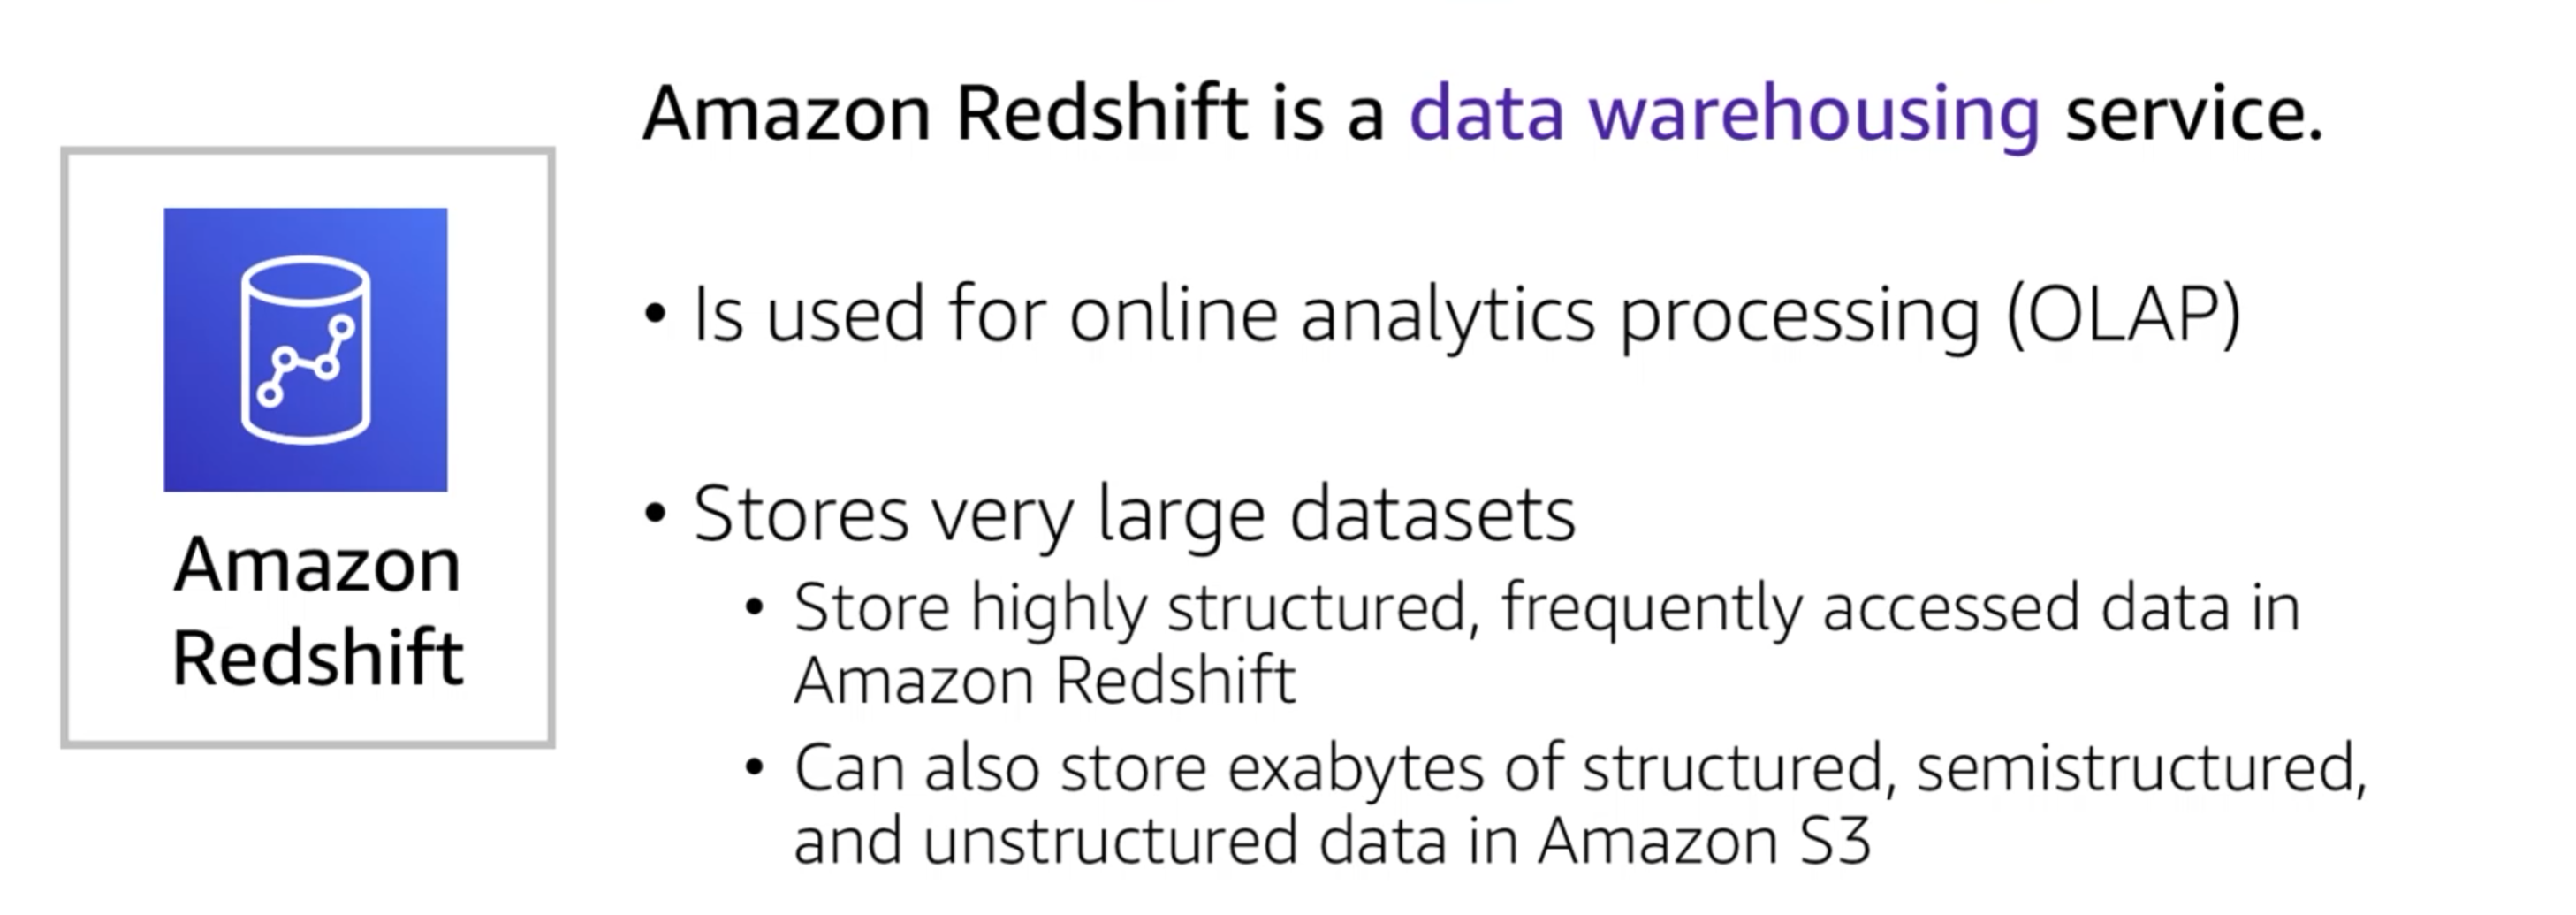 Amazon Redshift is a data warehousing service.
Amazon
Redshift
• Is used for online analytics processing (OLAP)
• Stores very large datasets
• Store highly structured, frequently accessed data in
Amazon Redshift
• Can also store exabytes of structured, semistructured,
and unstructured data in Amazon S3